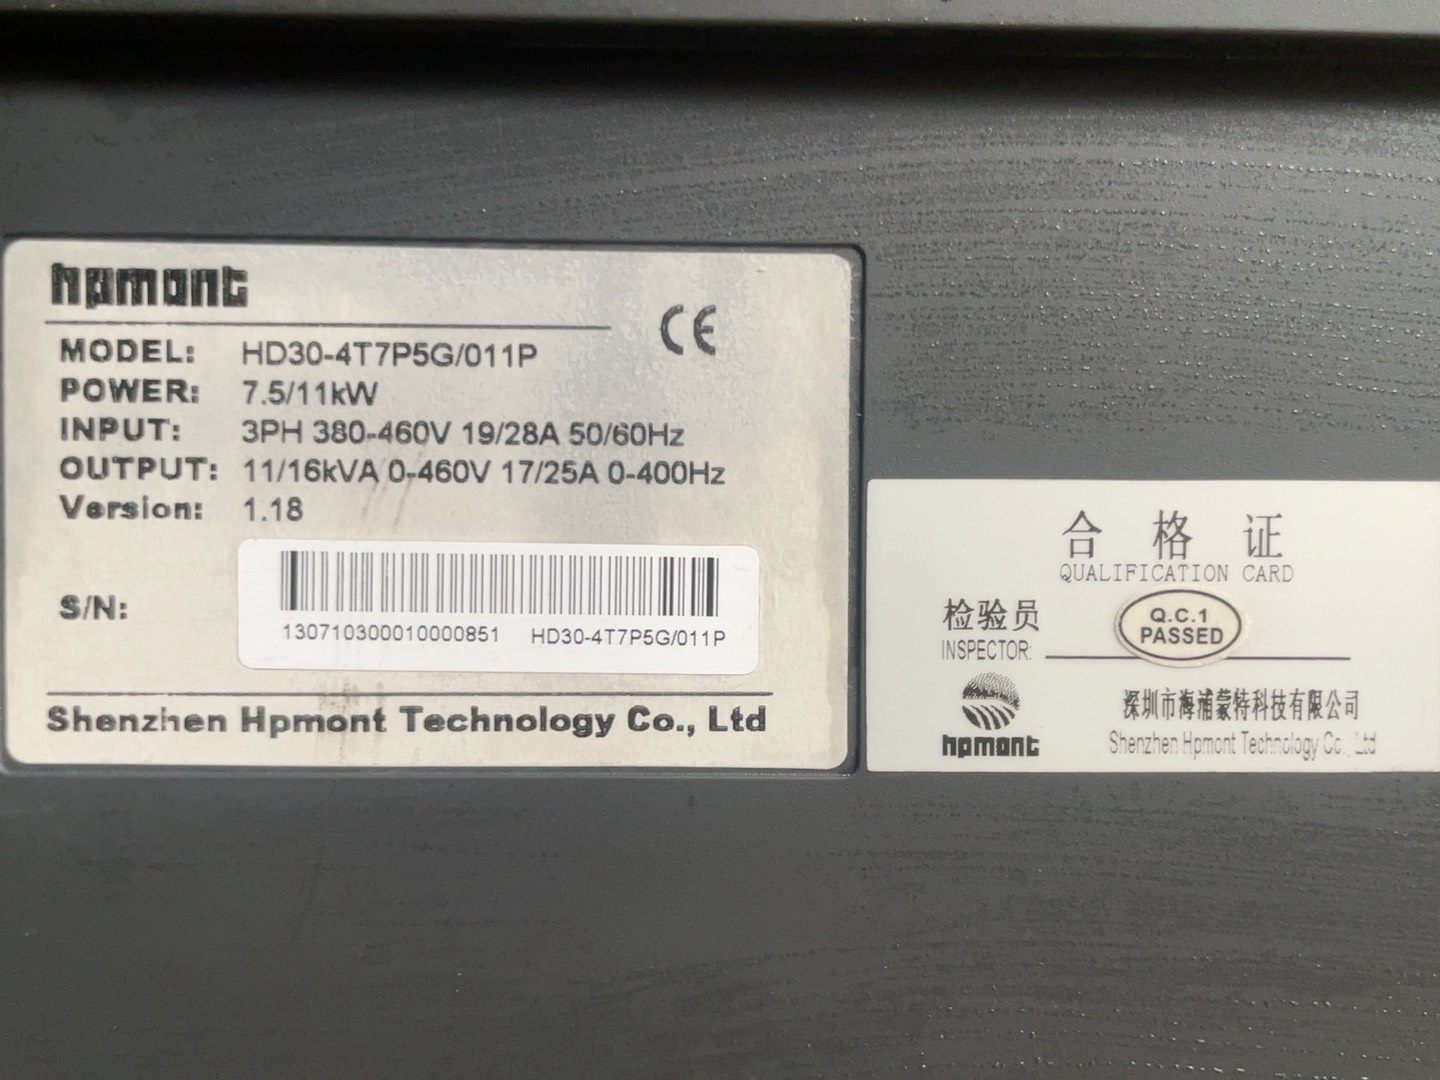 hpmont
CE
MODEL: HD30-4T7P5G/011P
POWER: 7.5/11kW
INPUT: 3PH 380-460V 19/28A 50/60Hz
OUTPUT: 11/16kVA 0-460V 17/25A 0-400Hz
Version: 1.18
S/N:
130710300010000851 HD30-4T7P5G/011P
Shenzhen Hpmont Technology Co., Ltd
合格证
QUALIFICATION CARD
检验员
INSPECTOR:
Q.C.1
PASSED
hpmont
深圳市海浦蒙特科技有限公司
Shenzhen Hpmont Technology Co., Ltd